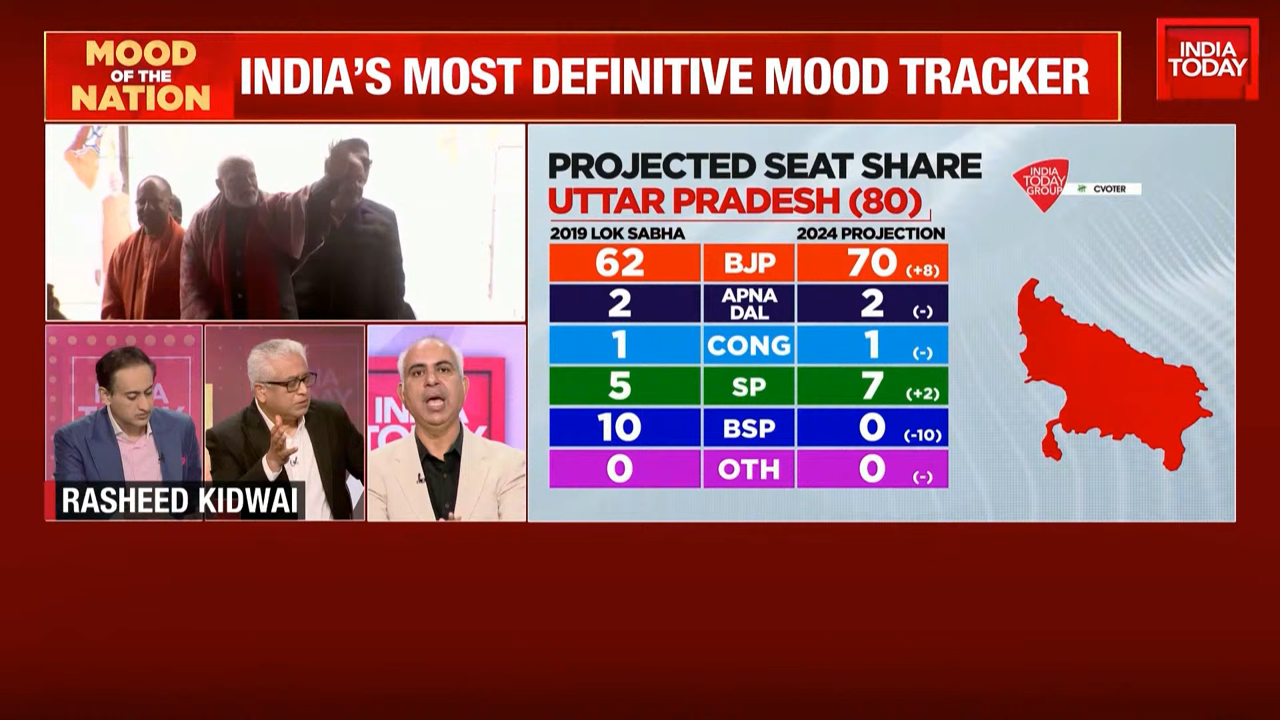 MOOD
OF THE
NATION
INDIA'S MOST DEFINITIVE MOOD TRACKER
INDIA
TODAY
PROJECTED SEAT SHARE
UTTAR PRADESH (80)
INDIA
TODAY
GROUP
CVOTER
2019 LOK SABHA 2024 PROJECTION
62 BJP 70 (+8)
2 APNA DAL 2 (-)
1 CONG 1 (-)
5 SP 7 (+2)
10 BSP 0 (-10)
0 OTH 0 (-)
RASHEED KIDWAI